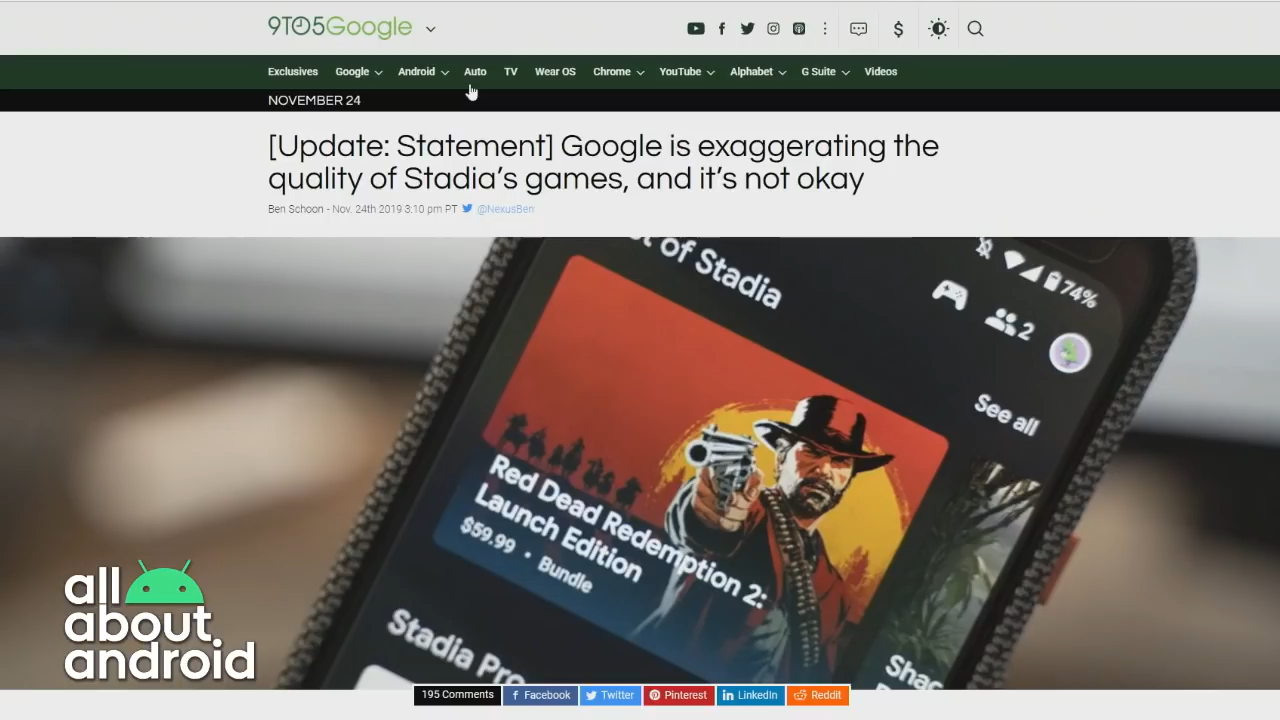 9TO5Google
Exclusives Google Android Auto TV Wear OS Chrome YouTube Alphabet G Suite Videos
NOVEMBER 24
[Update: Statement] Google is exaggerating the
quality of Stadia's games, and it's not okay
Ben Schoon - Nov. 24th 2019 3:10 pm PT @NexusBen
of Stadia
74%
2
See all
Red Dead Redemption 2:
Launch Edition
$59.99 • Bundle
Stadia Pro
all
about
android
195 Comments Facebook Twitter Pinterest LinkedIn Reddit